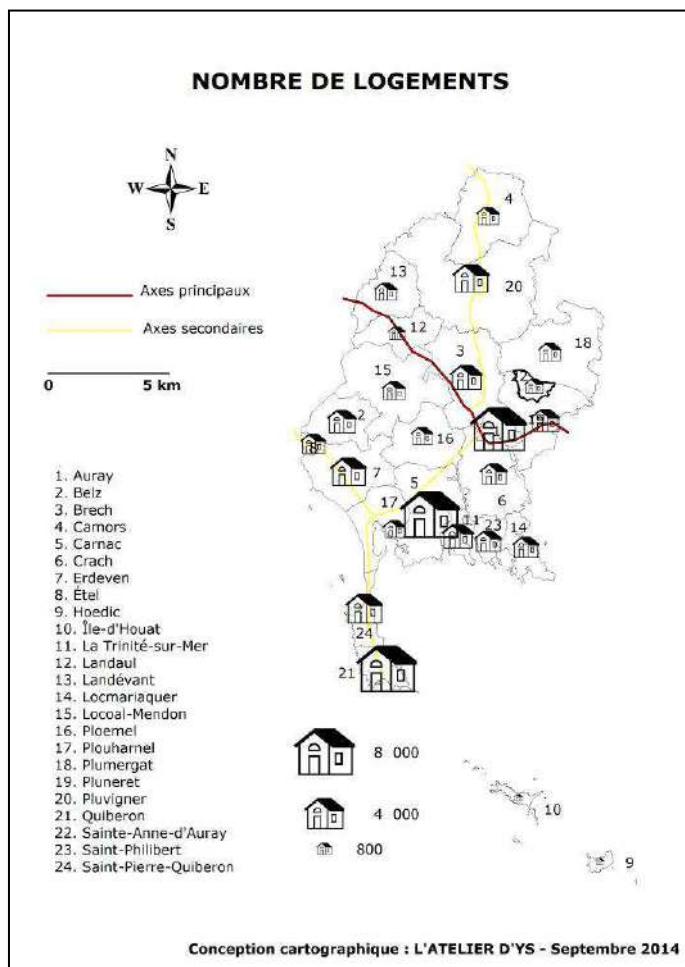 NOMBRE DE LOGEMENTS
N
W E
S
Axes principaux
Axes secondaires
0 5 km
4
13
20
12
18
3
15
22
2
16
8
7
5
6
17
11
23
14
24
21
10
9
1. Auray
2. Belz
3. Brech
4. Camors
5. Carnac
6. Crach
7. Erdeven
8. Étel
9. Hoedic
10. Île-d'Houat
11. La Trinité-sur-Mer
12. Landaul
13. Landévant
14. Locmariaquer
15. Locoal-Mendon
16. Ploemel
17. Plouharnel
18. Plumergat
19. Pluneret
20. Pluvigner
21. Quiberon
22. Sainte-Anne-d'Auray
23. Saint-Philibert
24. Saint-Pierre-Quiberon
8 000
4 000
800
Conception cartographique : L'ATELIER D'YS - Septembre 2014